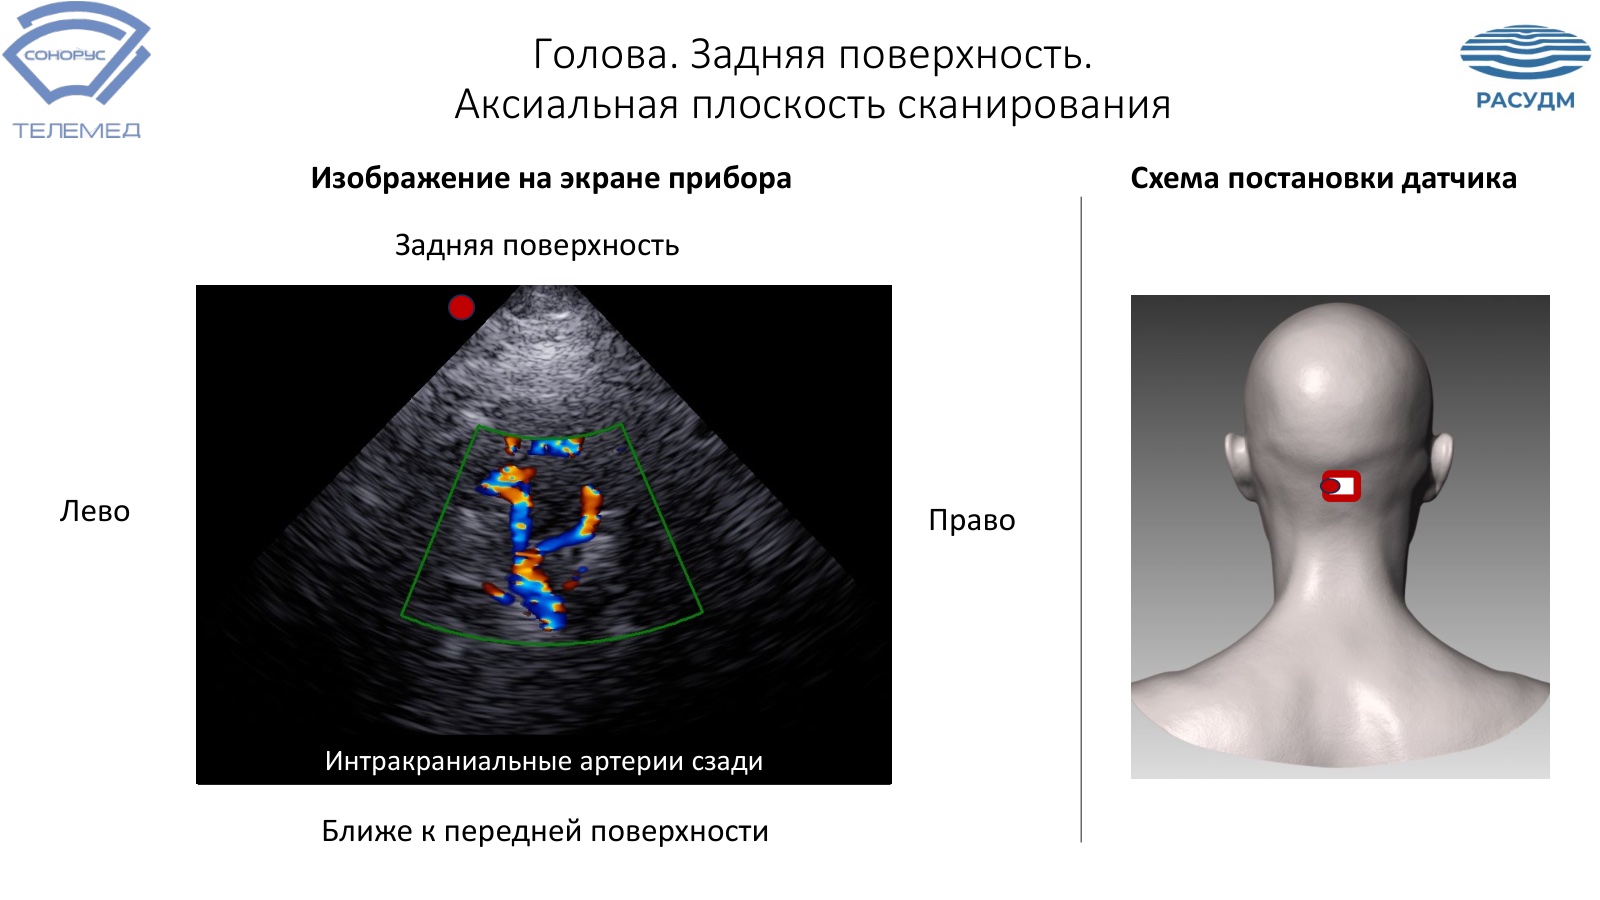 СОНОРУС
ТЕЛЕМЕД
Голова. Задняя поверхность.
Аксиальная плоскость сканирования
РАСУДМ
Изображение на экране прибора
Схема постановки датчика
Задняя поверхность
Лево
Право
Интракраниальные артерии сзади
Ближе к передней поверхности